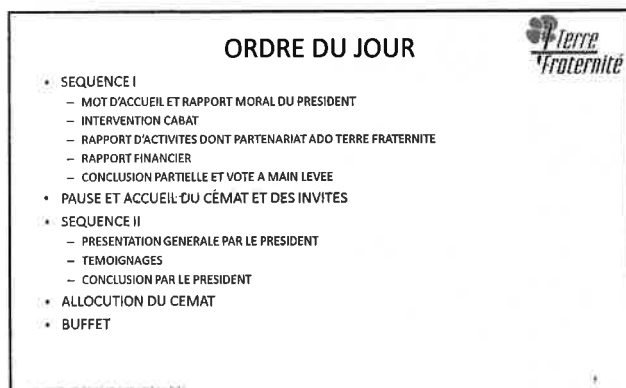 ORDRE DU JOUR
Terre
Fraternité
• SEQUENCE I
– MOT D'ACCUEIL ET RAPPORT MORAL DU PRESIDENT
– INTERVENTION CABAT
– RAPPORT D'ACTIVITES DONT PARTENARIAT ADO TERRE FRATERNITE
– RAPPORT FINANCIER
– CONCLUSION PARTIELLE ET VOTE A MAIN LEVEE
• PAUSE ET ACCUEIL DU CÉMAT ET DES INVITES
• SEQUENCE II
– PRESENTATION GENERALE PAR LE PRESIDENT
– TEMOIGNAGES
– CONCLUSION PAR LE PRESIDENT
• ALLOCUTION DU CEMAT
• BUFFET